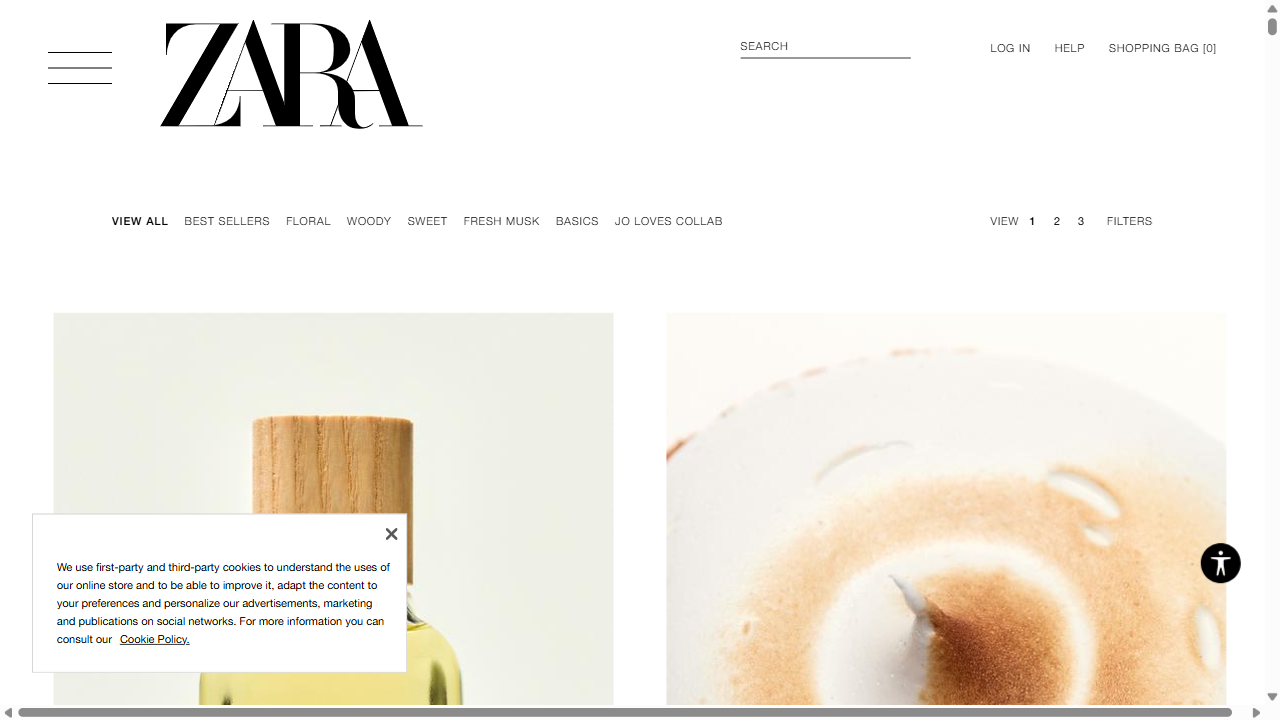 ZARA
SEARCH
LOG IN HELP SHOPPING BAG [0]
VIEW ALL BEST SELLERS FLORAL WOODY SWEET FRESH MUSK BASICS JO LOVES COLLAB
VIEW 1 2 3 FILTERS
We use first-party and third-party cookies to understand the uses of
our online store and to be able to improve it, adapt the content to
your preferences and personalize our advertisements, marketing
and publications on social networks. For more information you can
consult our Cookie Policy.